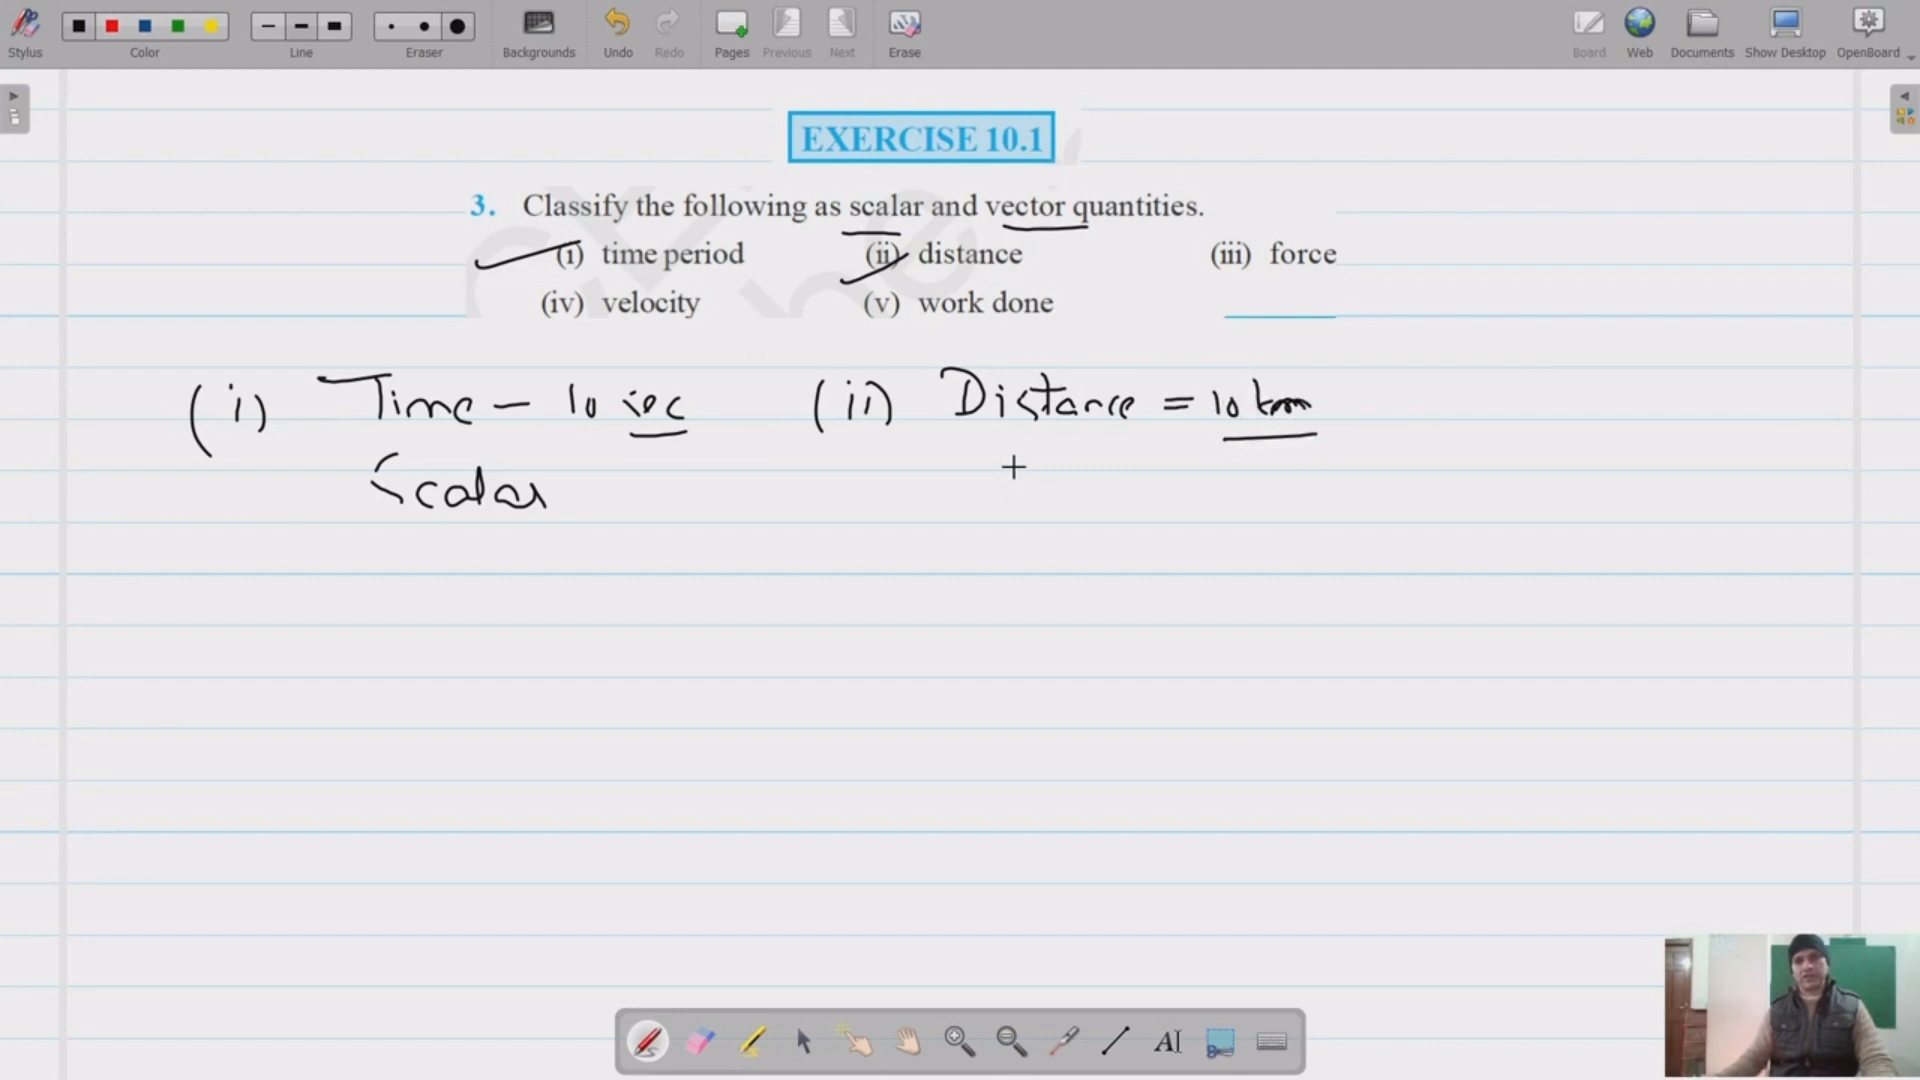 Stylus Color Line Eraser Backgrounds Undo Redo Pages Previous Next Erase Board Web Documents Show Desktop OpenBoard
EXERCISE 10.1
3. Classify the following as scalar and vector quantities.
(i) time period (ii) distance (iii) force
(iv) velocity (v) work done
(i) Time - 10 sec (ii) Distance = 10 km
Scalar